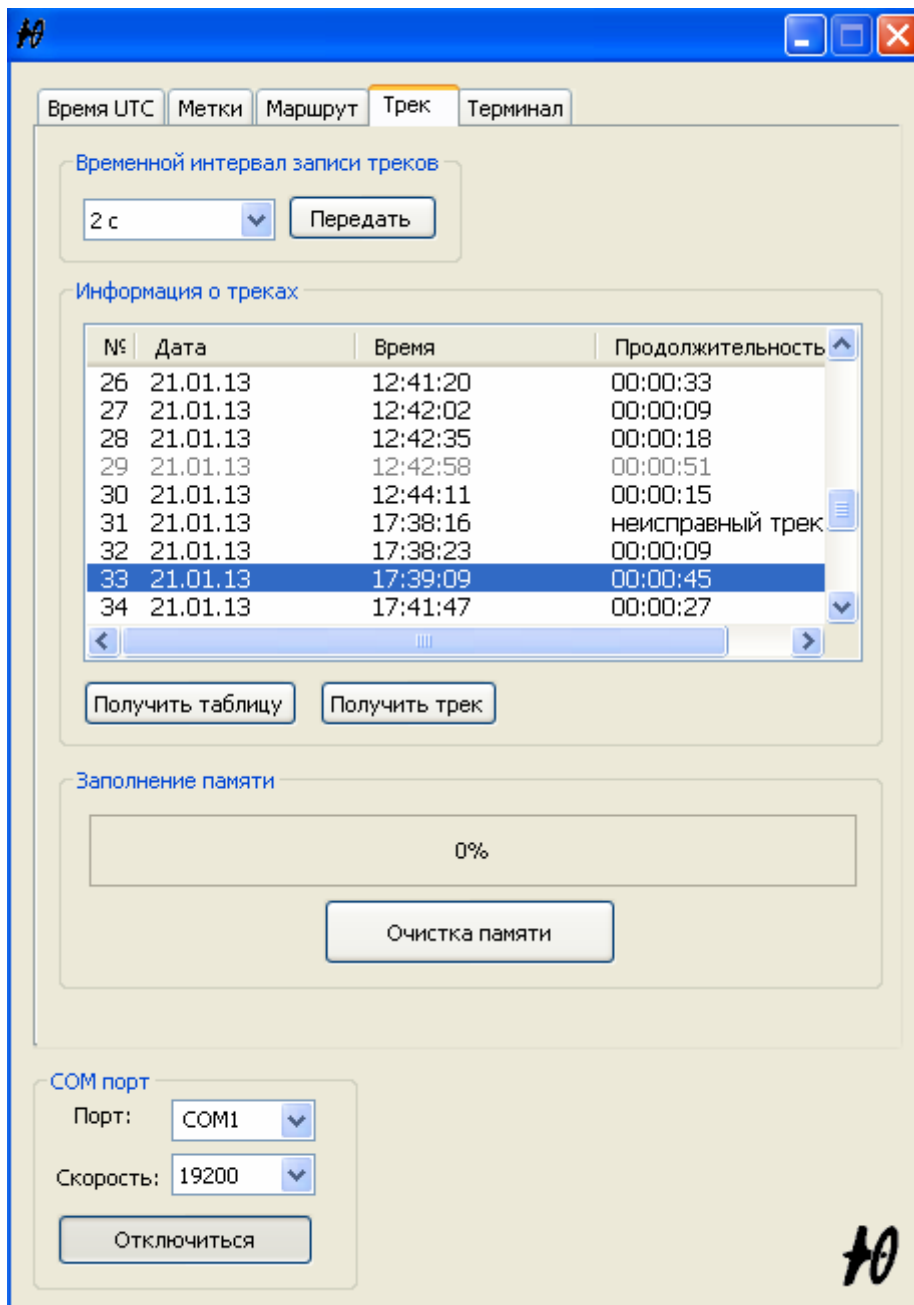 Ю
Время UTC Метки Маршрут Трек Терминал
Временной интервал записи треков
2 с Передать
Информация о треках
№ Дата Время Продолжительность
26 21.01.13 12:41:20 00:00:33
27 21.01.13 12:42:02 00:00:09
28 21.01.13 12:42:35 00:00:18
29 21.01.13 12:42:58 00:00:51
30 21.01.13 12:44:11 00:00:15
31 21.01.13 17:38:16 неисправный трек
32 21.01.13 17:38:23 00:00:09
33 21.01.13 17:39:09 00:00:45
34 21.01.13 17:41:47 00:00:27
Получить таблицу Получить трек
Заполнение памяти
0%
Очистка памяти
COM порт
Порт: COM1
Скорость: 19200
Отключиться
Ю